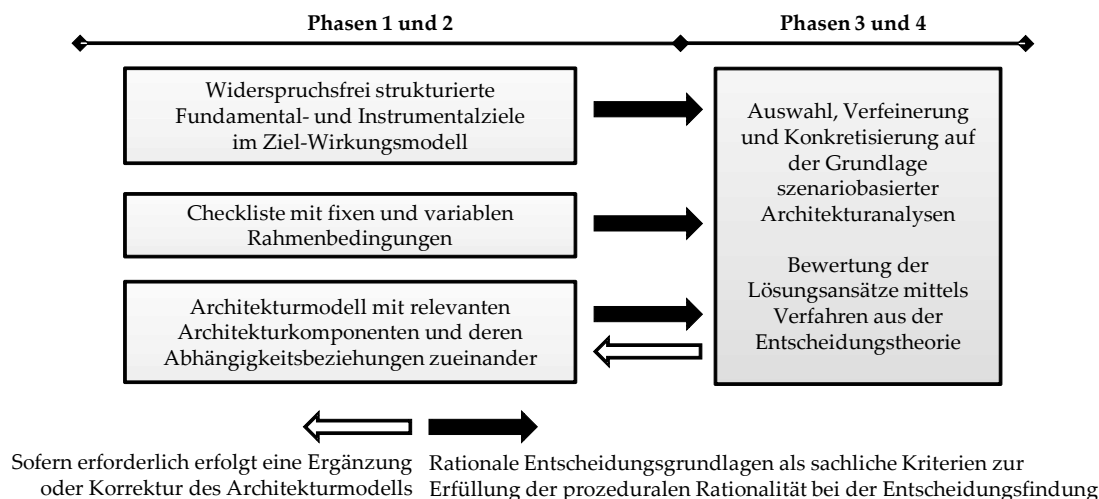 Phasen 1 und 2
Phasen 3 und 4
Widerspruchsfrei strukturierte
Fundamental- und Instrumentalziele
im Ziel-Wirkungsmodell
Checkliste mit fixen und variablen
Rahmenbedingungen
Architekturmodell mit relevanten
Architekturkomponenten und deren
Abhängigkeitsbeziehungen zueinander
Auswahl, Verfeinerung
und Konkretisierung auf
der Grundlage
szenariobasierter
Architekturanalysen
Bewertung der
Lösungsansätze mittels
Verfahren aus der
Entscheidungstheorie
Sofern erforderlich erfolgt eine Ergänzung
oder Korrektur des Architekturmodells
Rationale Entscheidungsgrundlagen als sachliche Kriterien zur
Erfüllung der prozeduralen Rationalität bei der Entscheidungsfindung